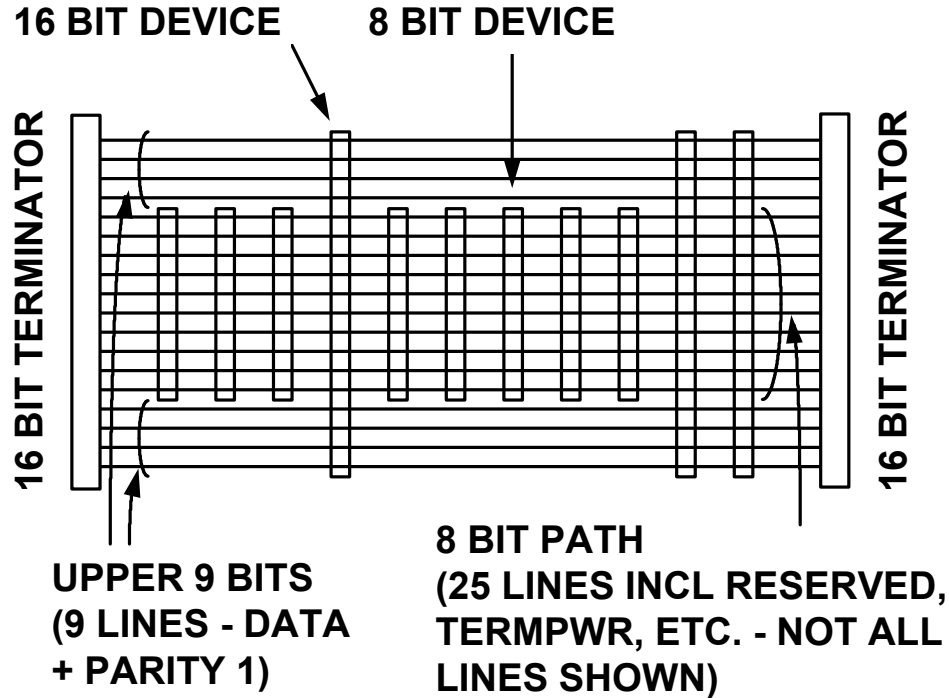 16 BIT DEVICE
8 BIT DEVICE
16 BIT TERMINATOR
16 BIT TERMINATOR
UPPER 9 BITS
(9 LINES - DATA
+ PARITY 1)
8 BIT PATH
(25 LINES INCL RESERVED,
TERMPWR, ETC. - NOT ALL
LINES SHOWN)